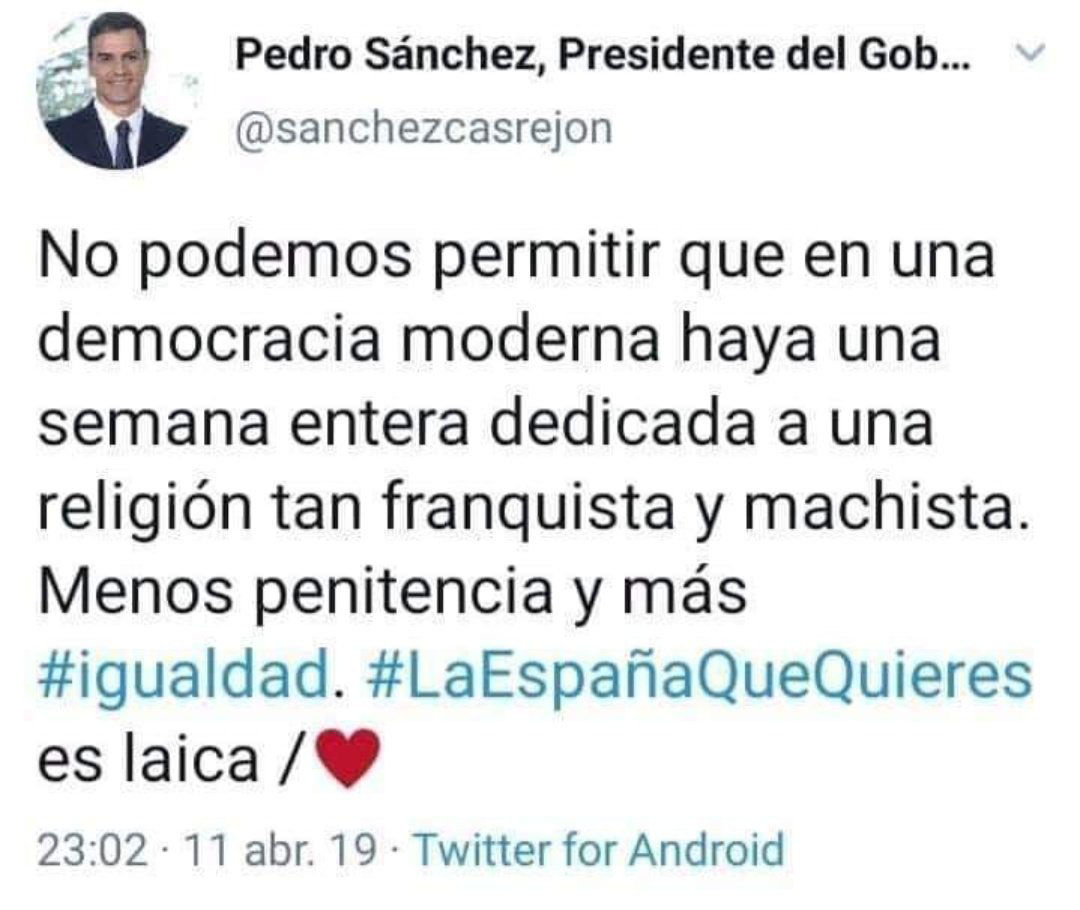 Pedro Sánchez, Presidente del Gob...
@sanchezcasrejon
No podemos permitir que en una
democracia moderna haya una
semana entera dedicada a una
religión tan franquista y machista.
Menos penitencia y más
#igualdad. #LaEspañaQueQuieres
es laica /❤️
23:02 · 11 abr. 19 · Twitter for Android